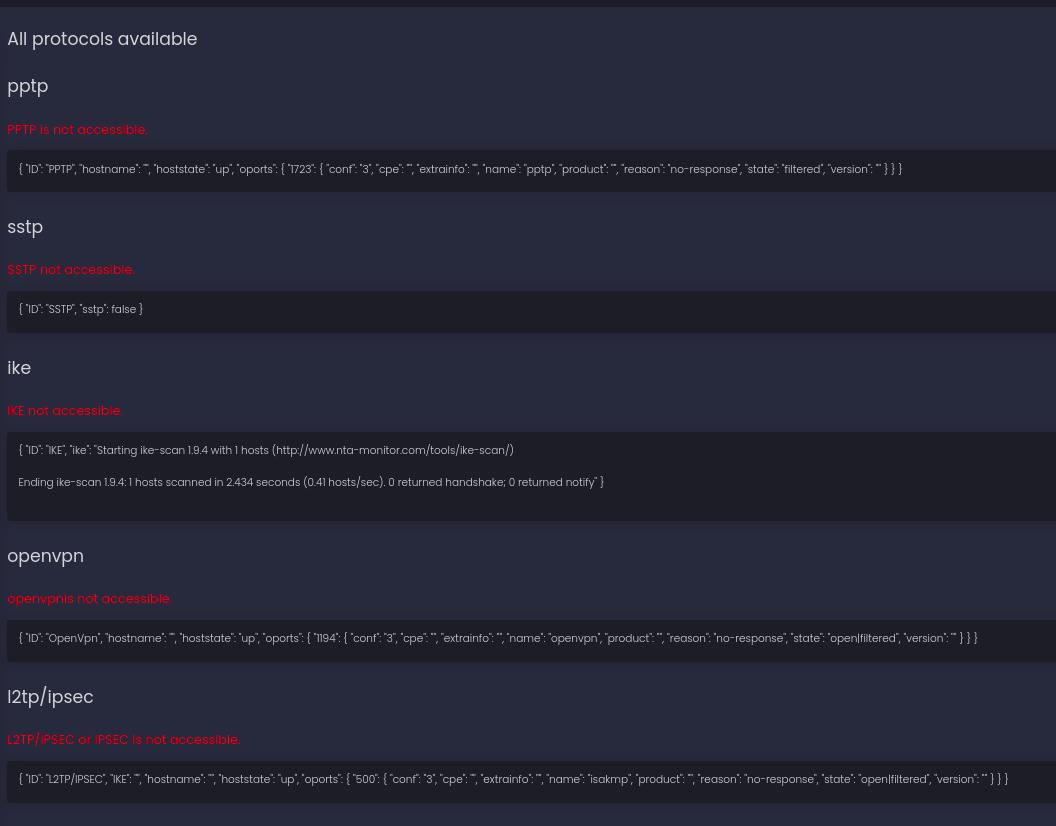 All protocols available
pptp
PPTP is not accessible.
{ "ID": "PPTP", "hostname": "", "hoststate": "up", "oports": { "1723": { "conf": "3", "cpe": "", "extrainfo": "", "name": "pptp", "product": "", "reason": "no-response", "state": "filtered", "version": "" } } }
sstp
SSTP not accessible.
{ "ID": "SSTP", "sstp": false }
ike
IKE not accessible.
{ "ID": "IKE", "ike": "Starting ike-scan 1.9.4 with 1 hosts (http://www.nta-monitor.com/tools/ike-scan/)
Ending ike-scan 1.9.4: 1 hosts scanned in 2.434 seconds (0.41 hosts/sec). 0 returned handshake; 0 returned notify" }
openvpn
openvpnis not accessible.
{ "ID": "OpenVpn", "hostname": "", "hoststate": "up", "oports": { "1194": { "conf": "3", "cpe": "", "extrainfo": "", "name": "openvpn", "product": "", "reason": "no-response", "state": "open|filtered", "version": "" } } }
l2tp/ipsec
L2TP/IPSEC or IPSEC is not accessible.
{ "ID": "L2TP/IPSEC", "IKE": "", "hostname": "", "hoststate": "up", "oports": { "500": { "conf": "3", "cpe": "", "extrainfo": "", "name": "isakmp", "product": "", "reason": "no-response", "state": "open|filtered", "version": "" } } }